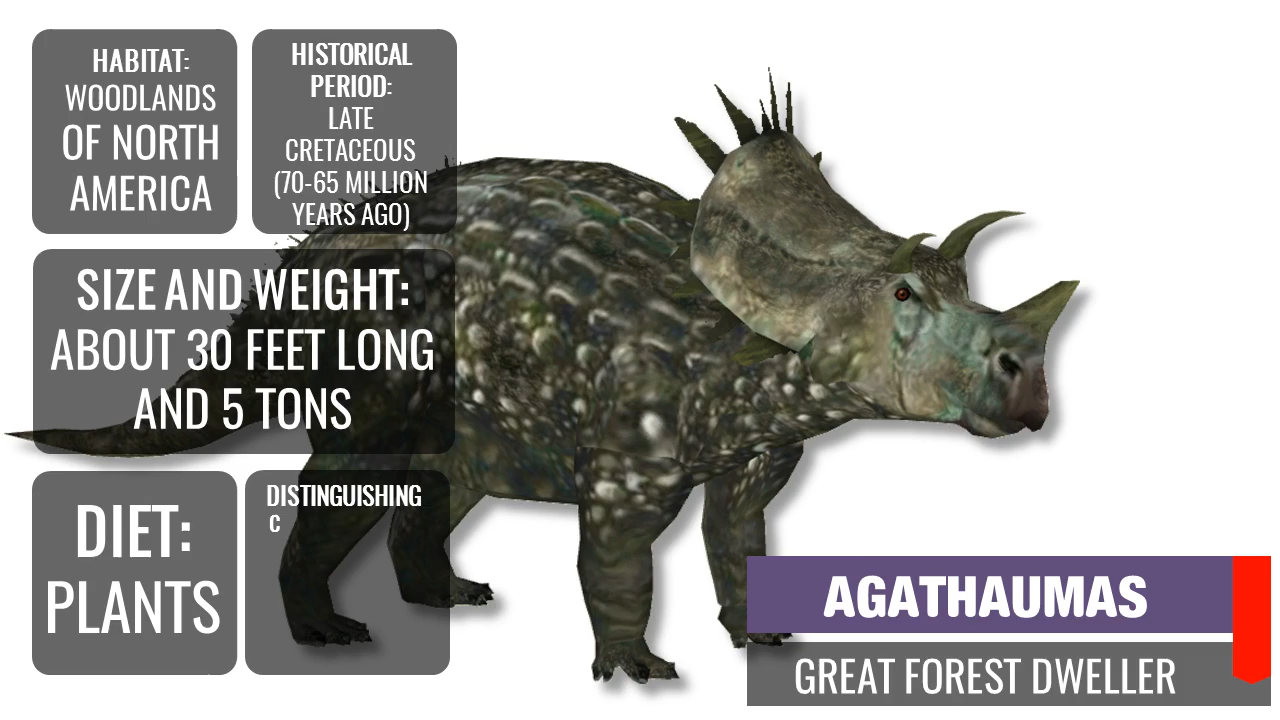 HABITAT:
WOODLANDS
OF NORTH
AMERICA
HISTORICAL
PERIOD:
LATE
CRETACEOUS
(70-65 MILLION
YEARS AGO)
SIZE AND WEIGHT:
ABOUT 30 FEET LONG
AND 5 TONS
DIET:
PLANTS
DISTINGUISHING
C
AGATHAUMAS
GREAT FOREST DWELLER